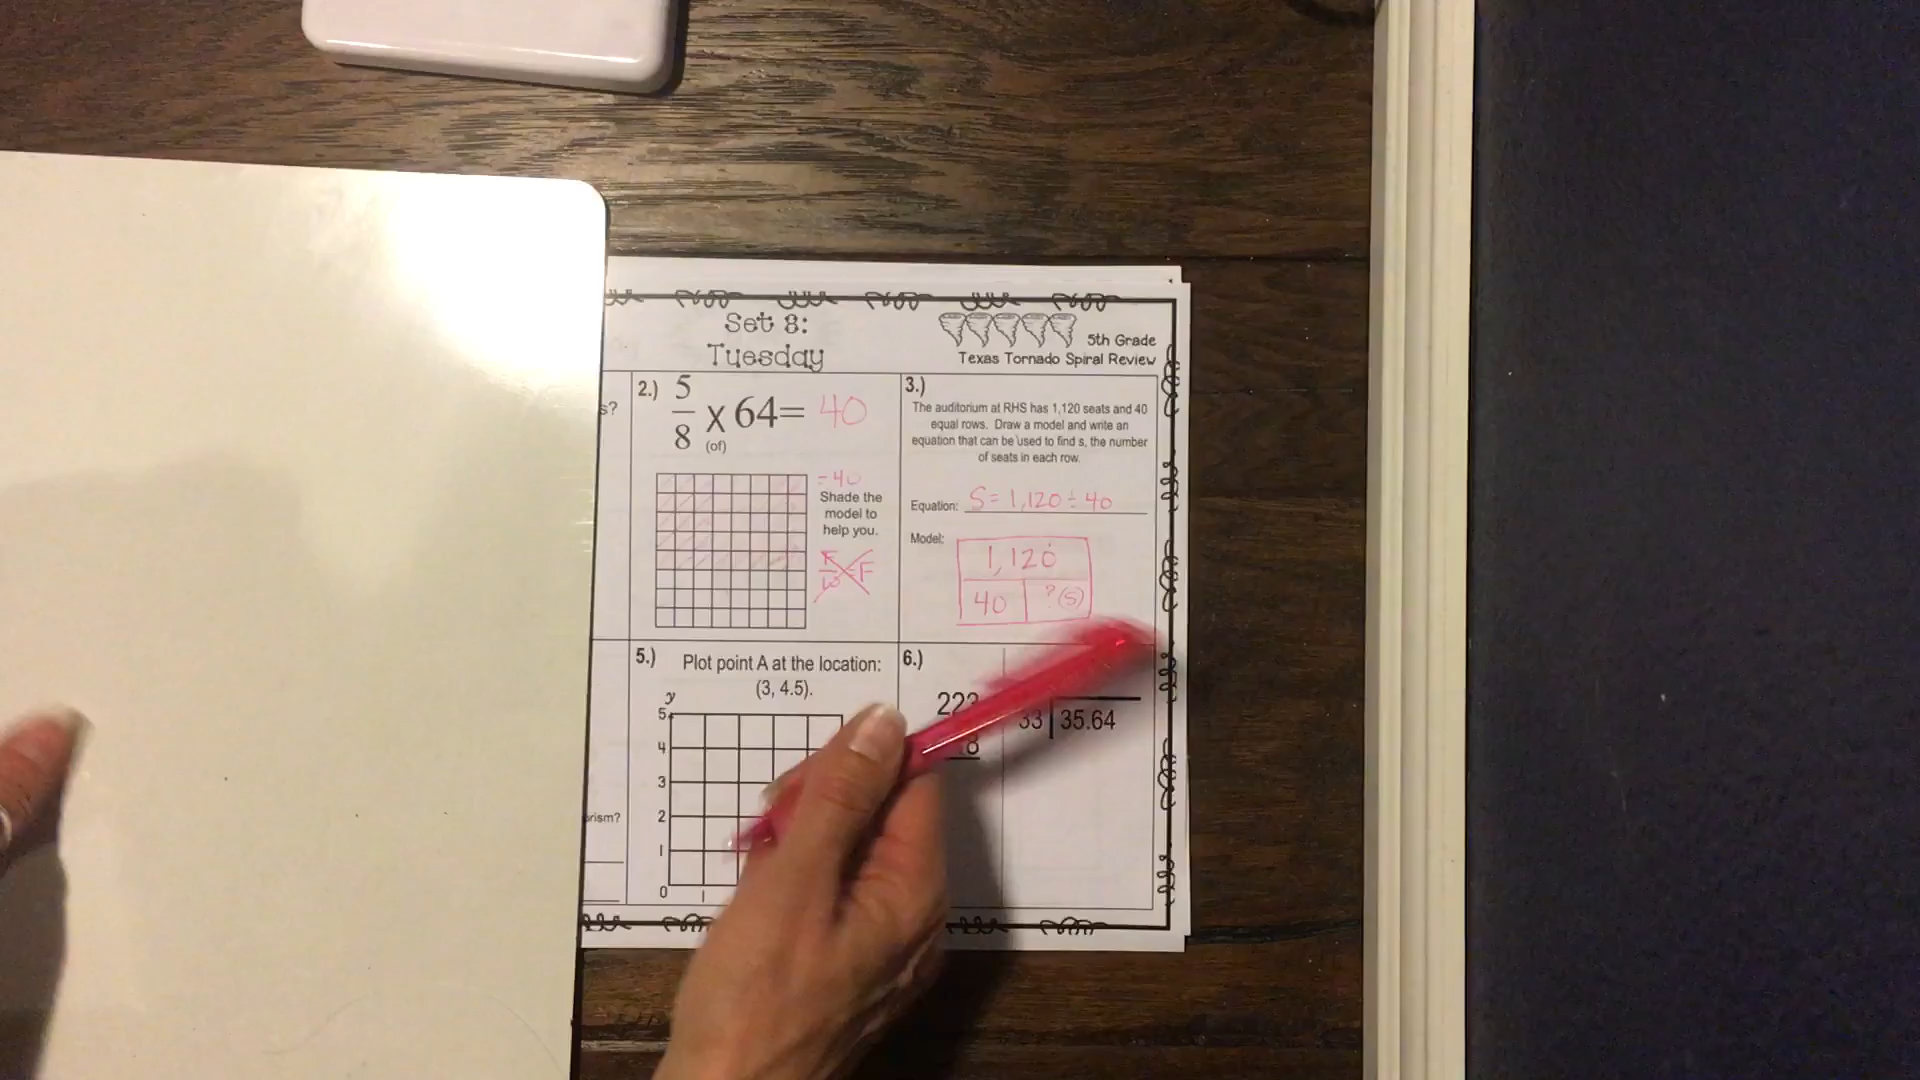 Set 8:
Tuesday
5th Grade
Texas Tornado Spiral Review
s?
2.) 5/8 X 64= 40
(of)
= 40
Shade the
model to
help you.
F
W
F
3.)
The auditorium at RHS has 1,120 seats and 40
equal rows. Draw a model and write an
equation that can be used to find s, the number
of seats in each row.
Equation: S = 1,120 ÷ 40
Model:
1,120
40 ? (S)
rism?
5.) Plot point A at the location:
(3, 4.5).
y
5
4
3
2
1
0
1
6.)
223
8
33 35.64